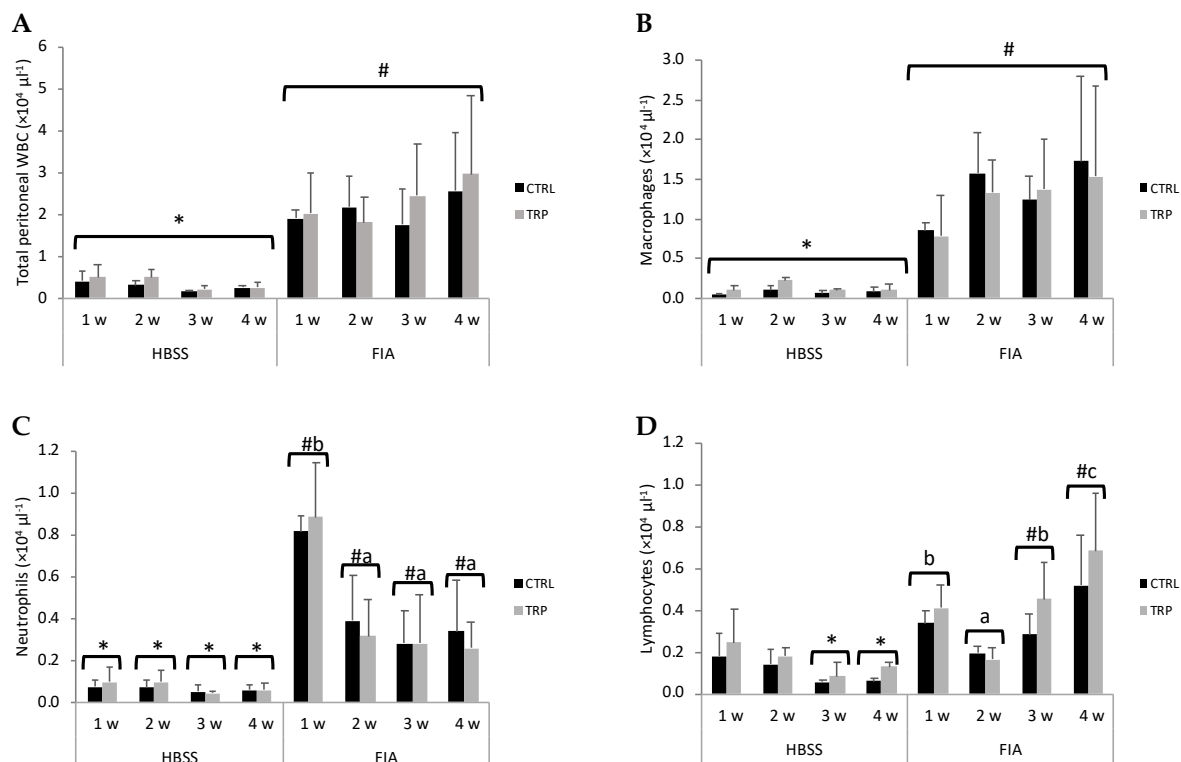 A
Total peritoneal WBC (×10⁴ µl⁻¹)
6
5
4
3
2
1
0
*
#
1 w 2 w 3 w 4 w 1 w 2 w 3 w 4 w
HBSS FIA
CTRL
TRP
B
Macrophages (×10⁴ µl⁻¹)
3.0
2.5
2.0
1.5
1.0
0.5
0.0
*
#
1 w 2 w 3 w 4 w 1 w 2 w 3 w 4 w
HBSS FIA
CTRL
TRP
C
Neutrophils (×10⁴ µl⁻¹)
1.2
1.0
0.8
0.6
0.4
0.2
0.0
* * * * #b #a #a #a
1 w 2 w 3 w 4 w 1 w 2 w 3 w 4 w
HBSS FIA
CTRL
TRP
D
Lymphocytes (×10⁴ µl⁻¹)
1.2
1.0
0.8
0.6
0.4
0.2
0.0
* * b a #b #c
1 w 2 w 3 w 4 w 1 w 2 w 3 w 4 w
HBSS FIA
CTRL
TRP